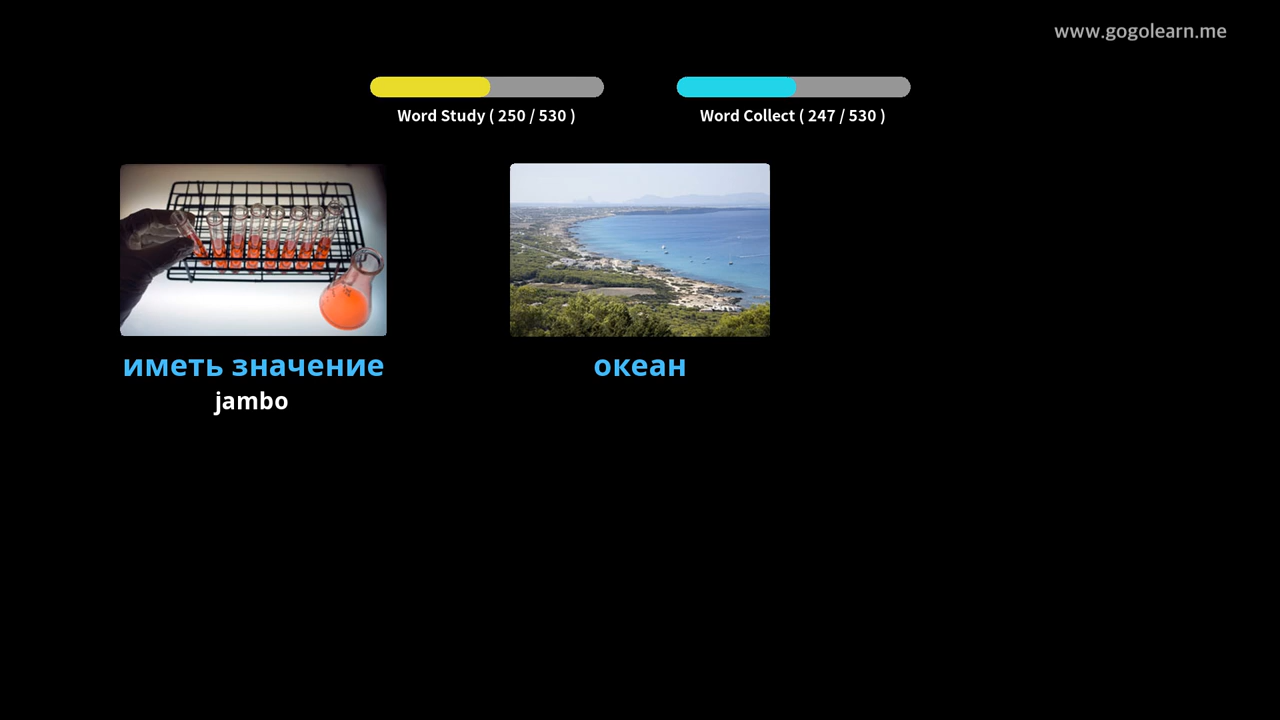 www.gogolearn.me
Word Study ( 250 / 530 )
Word Collect ( 247 / 530 )
иметь значение
jambo
океан